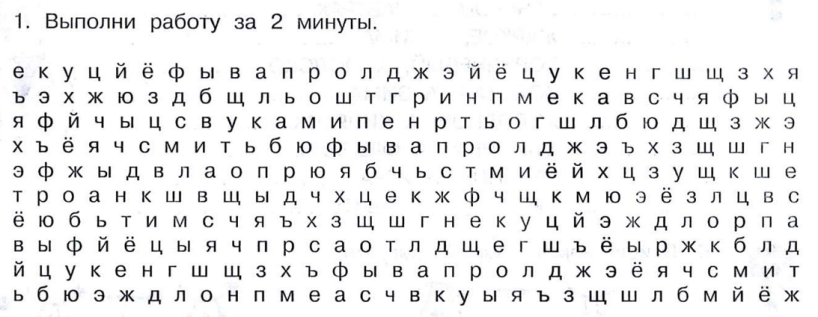 1. Выполни работу за 2 минуты.
е к у ц й ё ф ы в а п р о л д ж э й ё ц у к е н г ш щ з х я
ъ э х ж ю з д б щ л ь о ш т г р и н п м е к а в с ч я ф ы ц
я ф й ч ы ц с в у к а м и п е н р т ь о г ш л б ю д щ з ж э
х ъ ё я ч с м и т ь б ю ф ы в а п р о л д ж э ъ х з щ ш г н
э ф ж ы д в л а о п р ю я б ч ь с т м и ё й х ц з у щ к ш е
т р о а н к ш в щ ы д ч х ц е к ж ф ч щ к м ю э ё з л ц в с
ё ю б ь т и м с ч я ъ х з щ ш г н е к у ц й э ж д л о р п а
в ы ф й ё ц ы я ч п р с а о т л д щ е г ш ъ ё ы р ж к б л д
й ц у к е н г ш щ з х ъ ф ы в а п р о л д ж э ё я ч с м и т
ь б ю э ж д л о н п м е а с ч в к у ы я ъ з щ ш л б м й ё ж